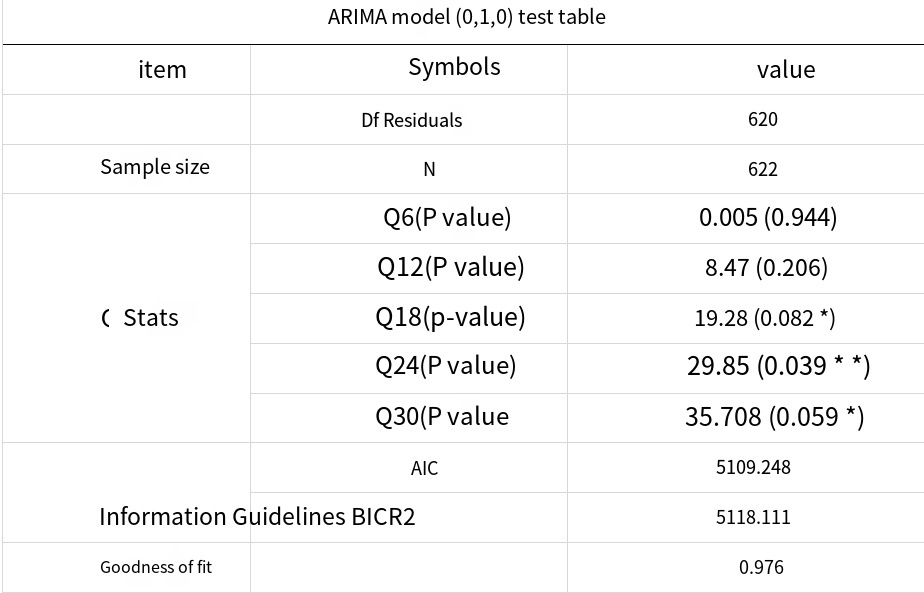 ARIMA model (0,1,0) test table
item Symbols value
Df Residuals 620
Sample size N 622
Q6(P value) 0.005 (0.944)
Q12(P value) 8.47 (0.206)
( Stats Q18(p-value) 19.28 (0.082 *)
Q24(P value) 29.85 (0.039 * *)
Q30(P value 35.708 (0.059 *)
AIC 5109.248
Information Guidelines BICR2 5118.111
Goodness of fit 0.976